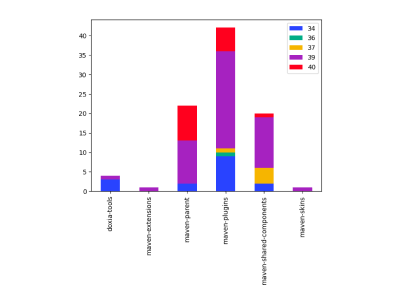 40
35
30
25
20
15
10
5
0
34
36
37
39
40
doxia-tools
maven-extensions
maven-parent
maven-plugins
maven-shared-components
maven-skins